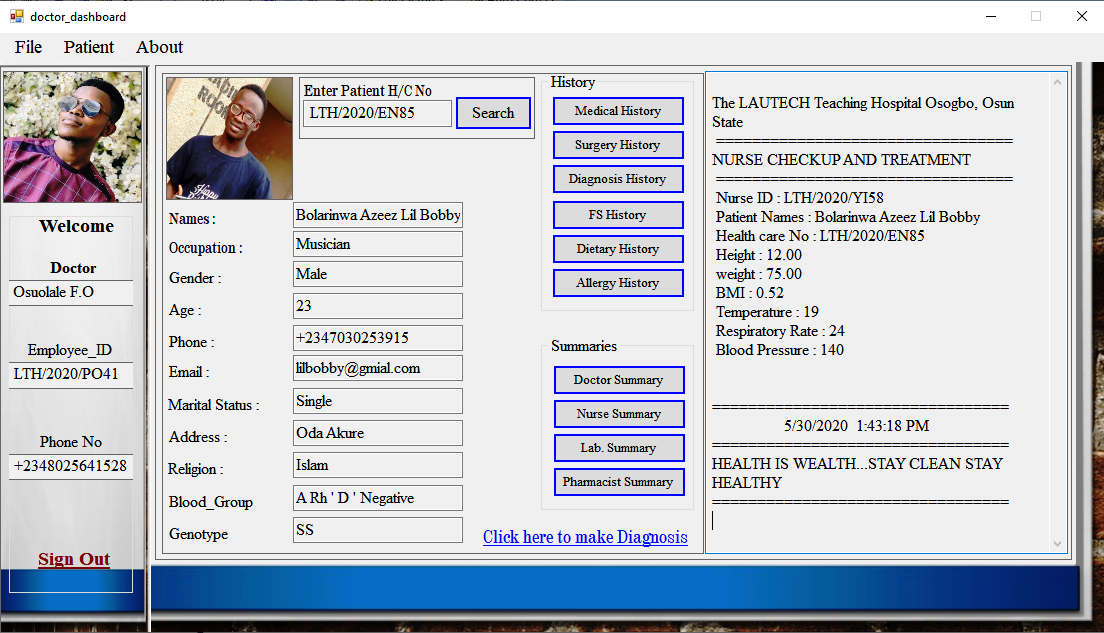 doctor_dashboard
File Patient About
Welcome
Doctor
Osuolale F.O
Employee_ID
LTH/2020/PO41
Phone No
+2348025641528
Sign Out
Enter Patient H/C No
LTH/2020/EN85 Search
Names : Bolarinwa Azeez Lil Bobby
Occupation : Musician
Gender : Male
Age : 23
Phone : +2347030253915
Email : lilbobby@gmial.com
Marital Status : Single
Address : Oda Akure
Religion : Islam
Blood_Group A Rh ' D ' Negative
Genotype SS
Click here to make Diagnosis
History
Medical History
Surgery History
Diagnosis History
FS History
Dietary History
Allergy History
Summaries
Doctor Summary
Nurse Summary
Lab. Summary
Pharmacist Summary
The LAUTECH Teaching Hospital Osogbo, Osun
State
=================================
NURSE CHECKUP AND TREATMENT
=================================
Nurse ID : LTH/2020/YI58
Patient Names : Bolarinwa Azeez Lil Bobby
Health care No : LTH/2020/EN85
Height : 12.00
weight : 75.00
BMI : 0.52
Temperature : 19
Respiratory Rate : 24
Blood Pressure : 140
=================================
5/30/2020 1:43:18 PM
=================================
HEALTH IS WEALTH...STAY CLEAN STAY
HEALTHY
=================================